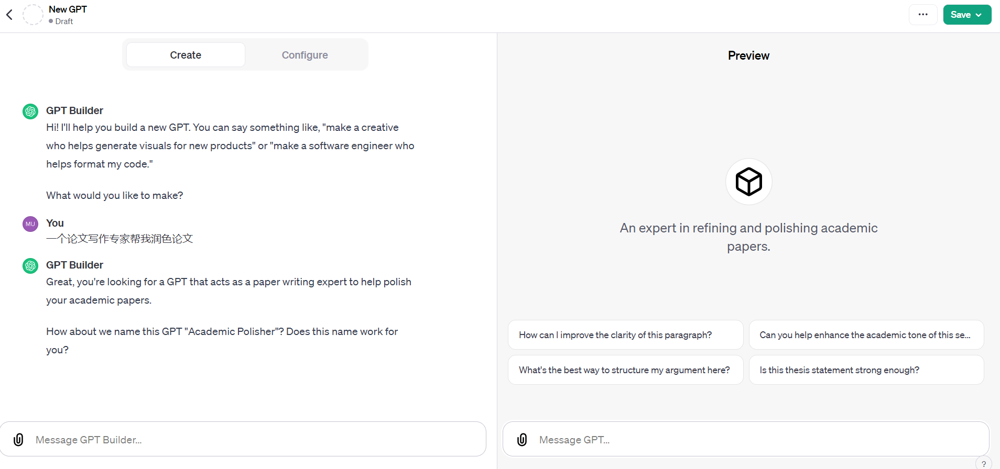 New GPT
Draft
Save
Create
Configure
GPT Builder
Hi! I'll help you build a new GPT. You can say something like, "make a creative
who helps generate visuals for new products" or "make a software engineer who
helps format my code."
What would you like to make?
MU
You
一个论文写作专家帮我润色论文
GPT Builder
Great, you're looking for a GPT that acts as a paper writing expert to help polish
your academic papers.
How about we name this GPT "Academic Polisher"? Does this name work for
you?
Message GPT Builder...
Preview
An expert in refining and polishing academic
papers.
How can I improve the clarity of this paragraph?
Can you help enhance the academic tone of this se...
What's the best way to structure my argument here?
Is this thesis statement strong enough?
Message GPT...
?